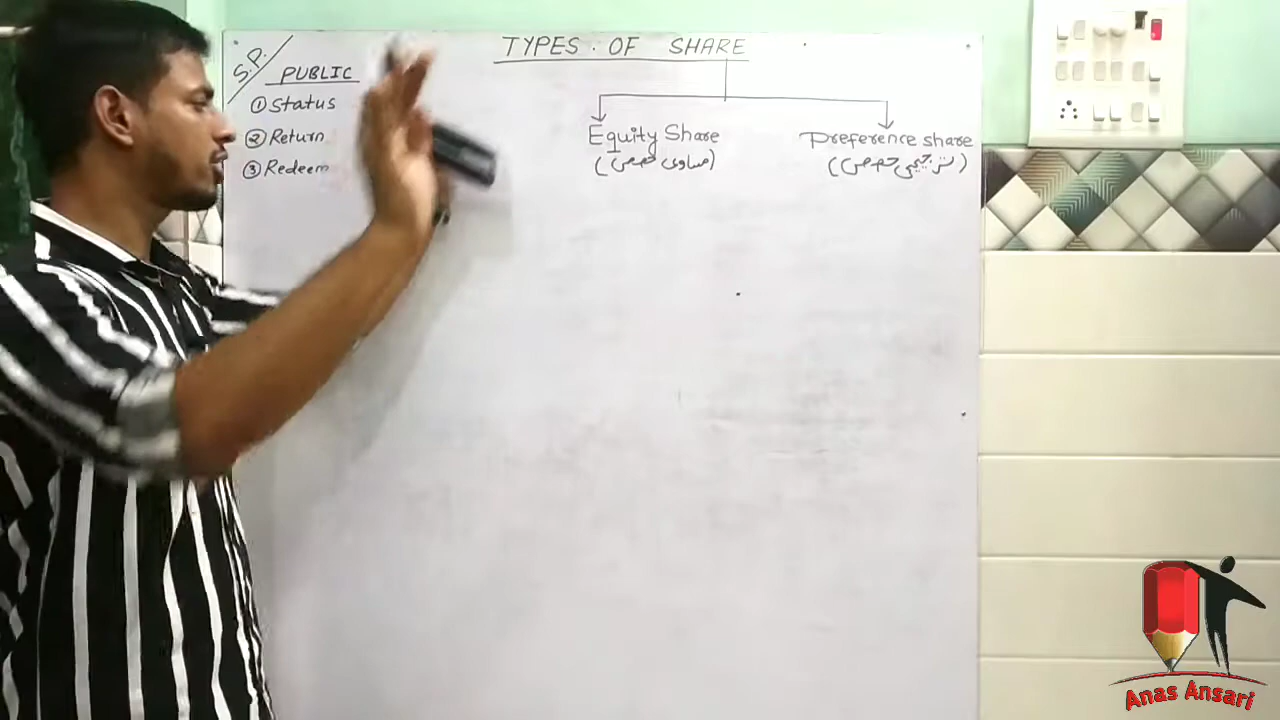 TYPES OF SHARE
S.P.
PUBLIC
① Status
② Return
③ Redeem
Equity Share
(مساوی حصص)
Preference share
(ترجیحی حصص)
Anas Ansari